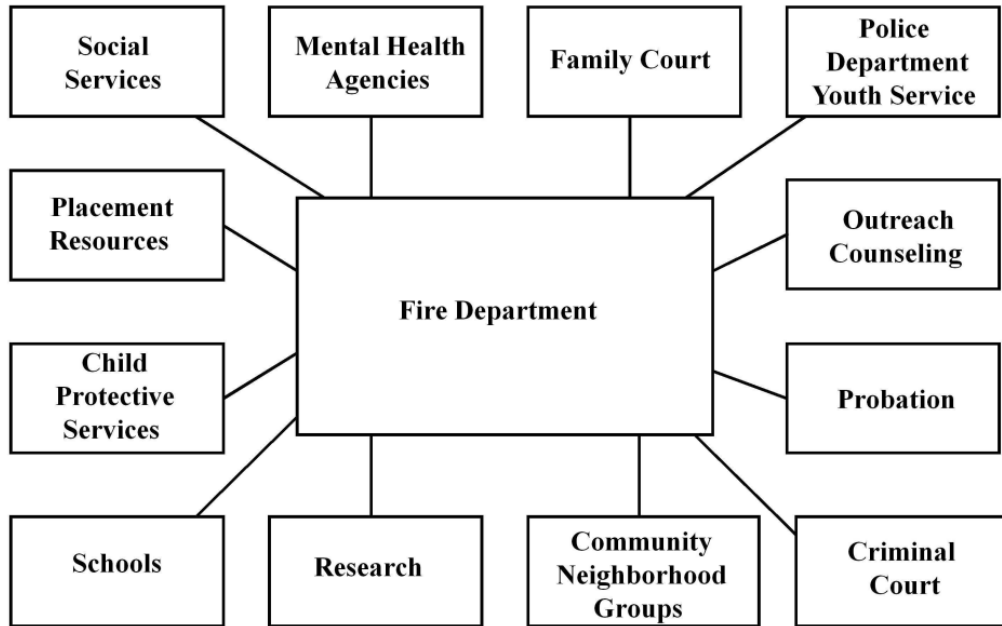 Social
Services
Mental Health
Agencies
Family Court
Police
Department
Youth Service
Placement
Resources
Outreach
Counseling
Fire Department
Child
Protective
Services
Probation
Schools
Research
Community
Neighborhood
Groups
Criminal
Court